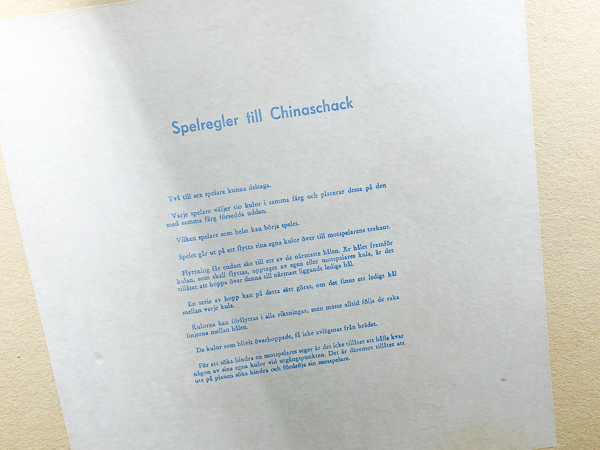 Spelregler till Chinaschack
Två till sex spelare kunna deltaga.
Varje spelare väljer tio kulor i samma färg och placerar dessa på den
med samma färg försedda udden.
Vilken spelare som helst kan börja spelet.
Spelet går ut på att flytta sina egna kulor över till motspelarens trekant.
Flyttning får endast ske till ett av de närmaste hålen. Är hålet framför
kulan, som skall flyttas, upptaget av egen eller motspelares kula, är det
tillåtet att hoppa över denna till närmast liggande lediga hål.
En serie av hopp kan på detta sätt göras, om det finns ett ledigt hål
mellan varje kula.
Kulorna kan förflyttas i alla riktningar, men måste alltid följa de raka
linjerna mellan hålen.
De kulor som blivit överhoppade, få icke avlägsnas från brädet.
För att söka hindra en motspelares seger är det icke tillåtet att hålla kvar
någon av sina egna kulor vid utgångspunkten. Det är däremot tillåtet att
ute på planen söka hindra och fördröja sin motspelare.